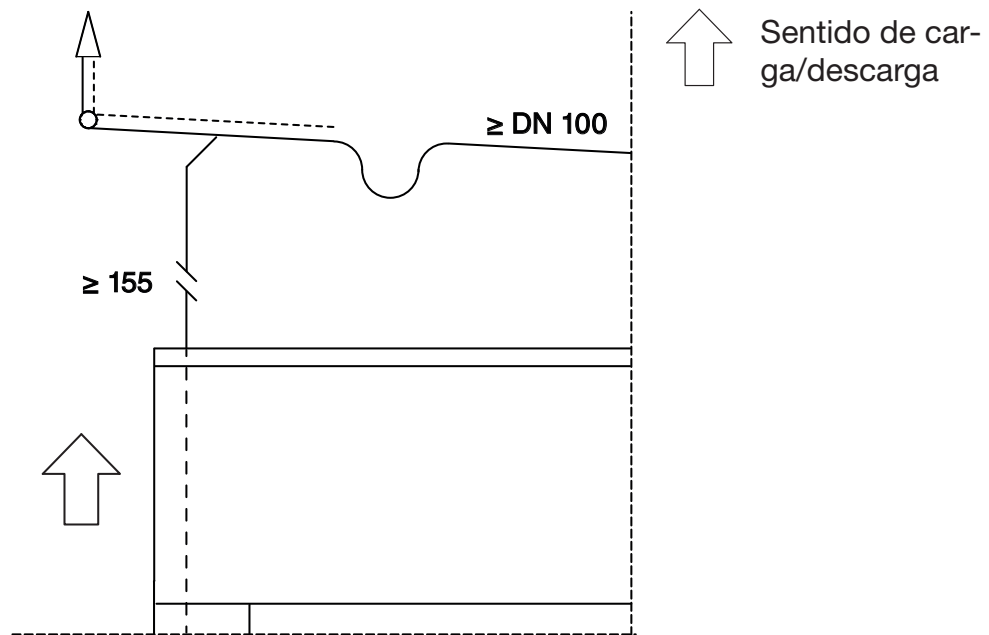 Sentido de car-
ga/descarga
≥ DN 100
≥ 155